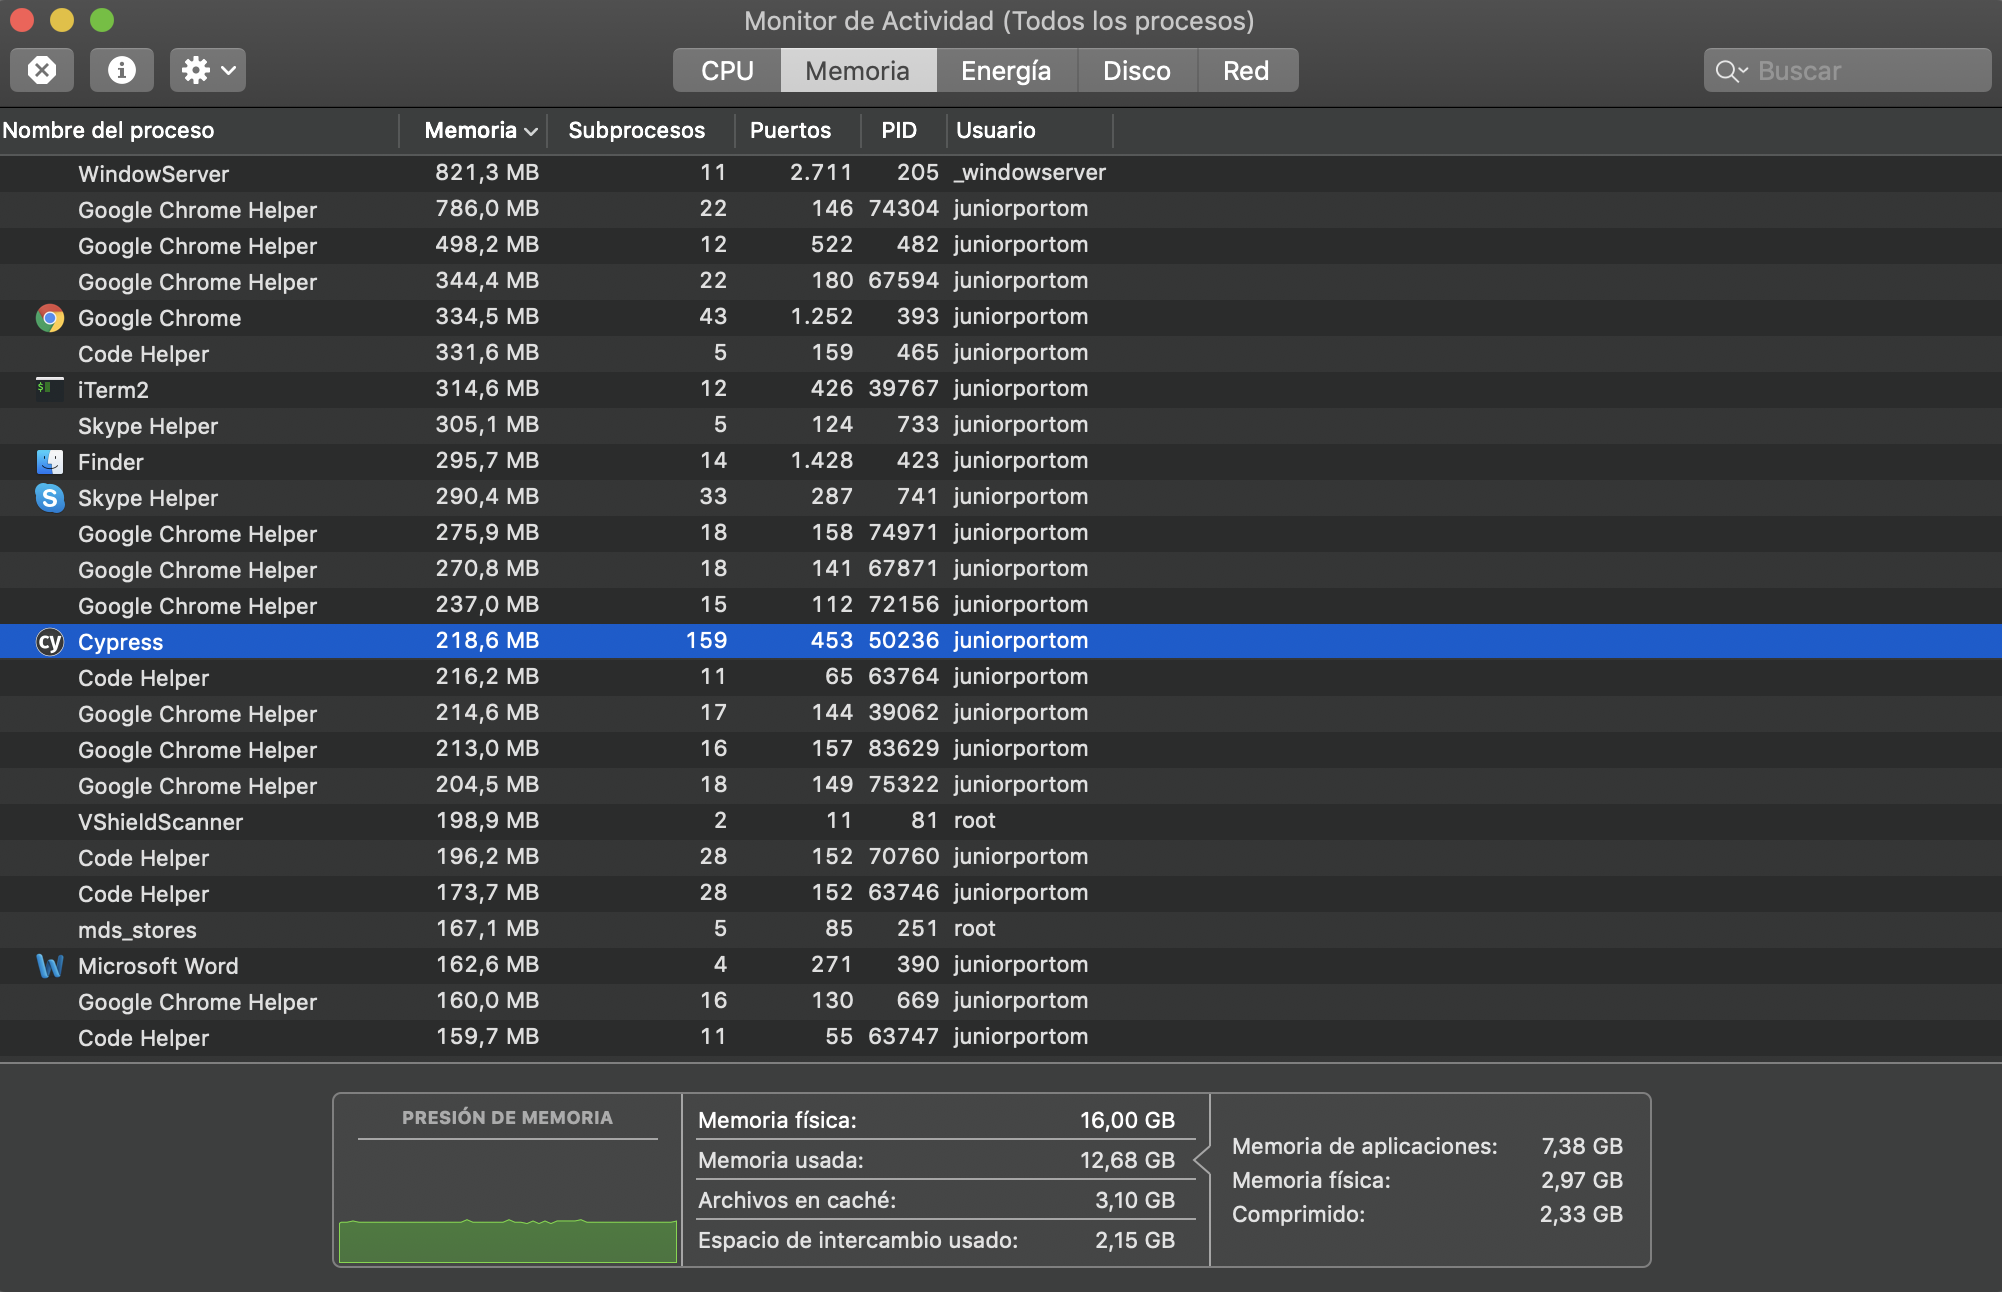 Monitor de Actividad (Todos los procesos)
CPU Memoria Energía Disco Red Buscar
Nombre del proceso Memoria Subprocesos Puertos PID Usuario
WindowServer 821,3 MB 11 2.711 205 _windowserver
Google Chrome Helper 786,0 MB 22 146 74304 juniorportom
Google Chrome Helper 498,2 MB 12 522 482 juniorportom
Google Chrome Helper 344,4 MB 22 180 67594 juniorportom
Google Chrome 334,5 MB 43 1.252 393 juniorportom
Code Helper 331,6 MB 5 159 465 juniorportom
$ iTerm2 314,6 MB 12 426 39767 juniorportom
Skype Helper 305,1 MB 5 124 733 juniorportom
Finder 295,7 MB 14 1.428 423 juniorportom
S Skype Helper 290,4 MB 33 287 741 juniorportom
Google Chrome Helper 275,9 MB 18 158 74971 juniorportom
Google Chrome Helper 270,8 MB 18 141 67871 juniorportom
Google Chrome Helper 237,0 MB 15 112 72156 juniorportom
cy Cypress 218,6 MB 159 453 50236 juniorportom
Code Helper 216,2 MB 11 65 63764 juniorportom
Google Chrome Helper 214,6 MB 17 144 39062 juniorportom
Google Chrome Helper 213,0 MB 16 157 83629 juniorportom
Google Chrome Helper 204,5 MB 18 149 75322 juniorportom
VShieldScanner 198,9 MB 2 11 81 root
Code Helper 196,2 MB 28 152 70760 juniorportom
Code Helper 173,7 MB 28 152 63746 juniorportom
mds_stores 167,1 MB 5 85 251 root
W Microsoft Word 162,6 MB 4 271 390 juniorportom
Google Chrome Helper 160,0 MB 16 130 669 juniorportom
Code Helper 159,7 MB 11 55 63747 juniorportom
PRESIÓN DE MEMORIA
Memoria física: 16,00 GB
Memoria usada: 12,68 GB
Archivos en caché: 3,10 GB
Espacio de intercambio usado: 2,15 GB
Memoria de aplicaciones: 7,38 GB
Memoria física: 2,97 GB
Comprimido: 2,33 GB